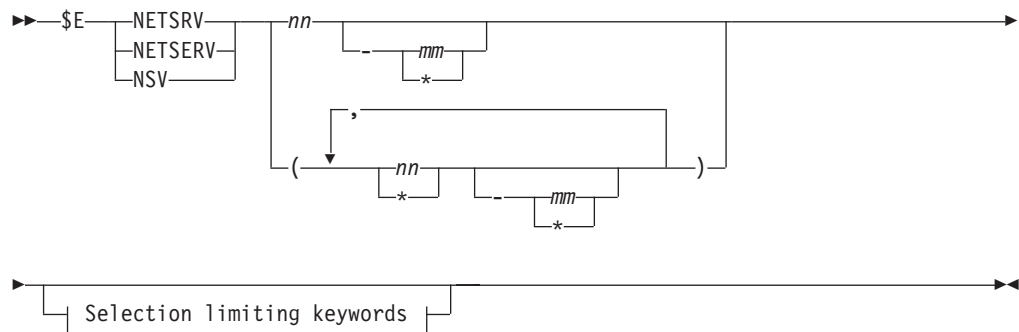 $E NETSRV nn
NETSERV - mm
NSV *
,
( nn )
* - mm
*
Selection limiting keywords